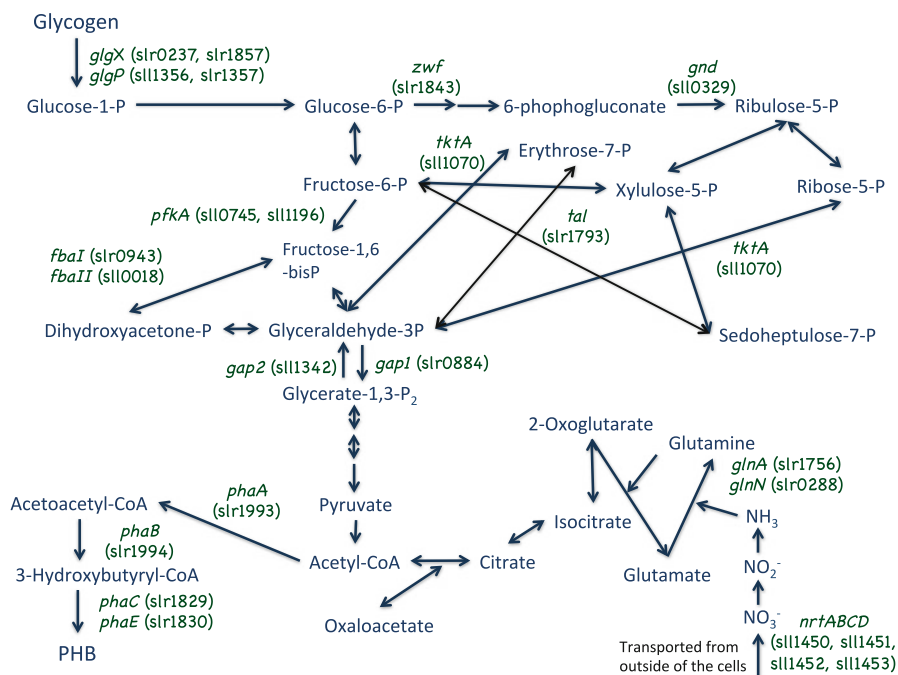 Glycogen
glgX (slr0237, slr1857)
glgP (sll1356, slr1357)
zwf
(slr1843)
gnd
(sll0329)
Glucose-1-P
Glucose-6-P
6-phophogluconate
Ribulose-5-P
tktA
(sll1070)
Erythrose-7-P
Fructose-6-P
Xylulose-5-P
Ribose-5-P
pfkA (sll0745, sll1196)
tal
(slr1793)
fbaI (slr0943)
fbaII (sll0018)
Fructose-1,6
-bisP
tktA
(sll1070)
Dihydroxyacetone-P
Glyceraldehyde-3P
Sedoheptulose-7-P
gap2 (sll1342)
gap1 (slr0884)
Glycerate-1,3-P2
2-Oxoglutarate
Glutamine
glnA (slr1756)
glnN (slr0288)
Acetoacetyl-CoA
phaA
(slr1993)
Pyruvate
Isocitrate
NH3
phaB
(slr1994)
Acetyl-CoA
Citrate
3-Hydroxybutyryl-CoA
Glutamate
NO2-
phaC (slr1829)
phaE (slr1830)
Oxaloacetate
NO3-
nrtABCD
(sll1450, sll1451,
sll1452, sll1453)
PHB
Transported from
outside of the cells